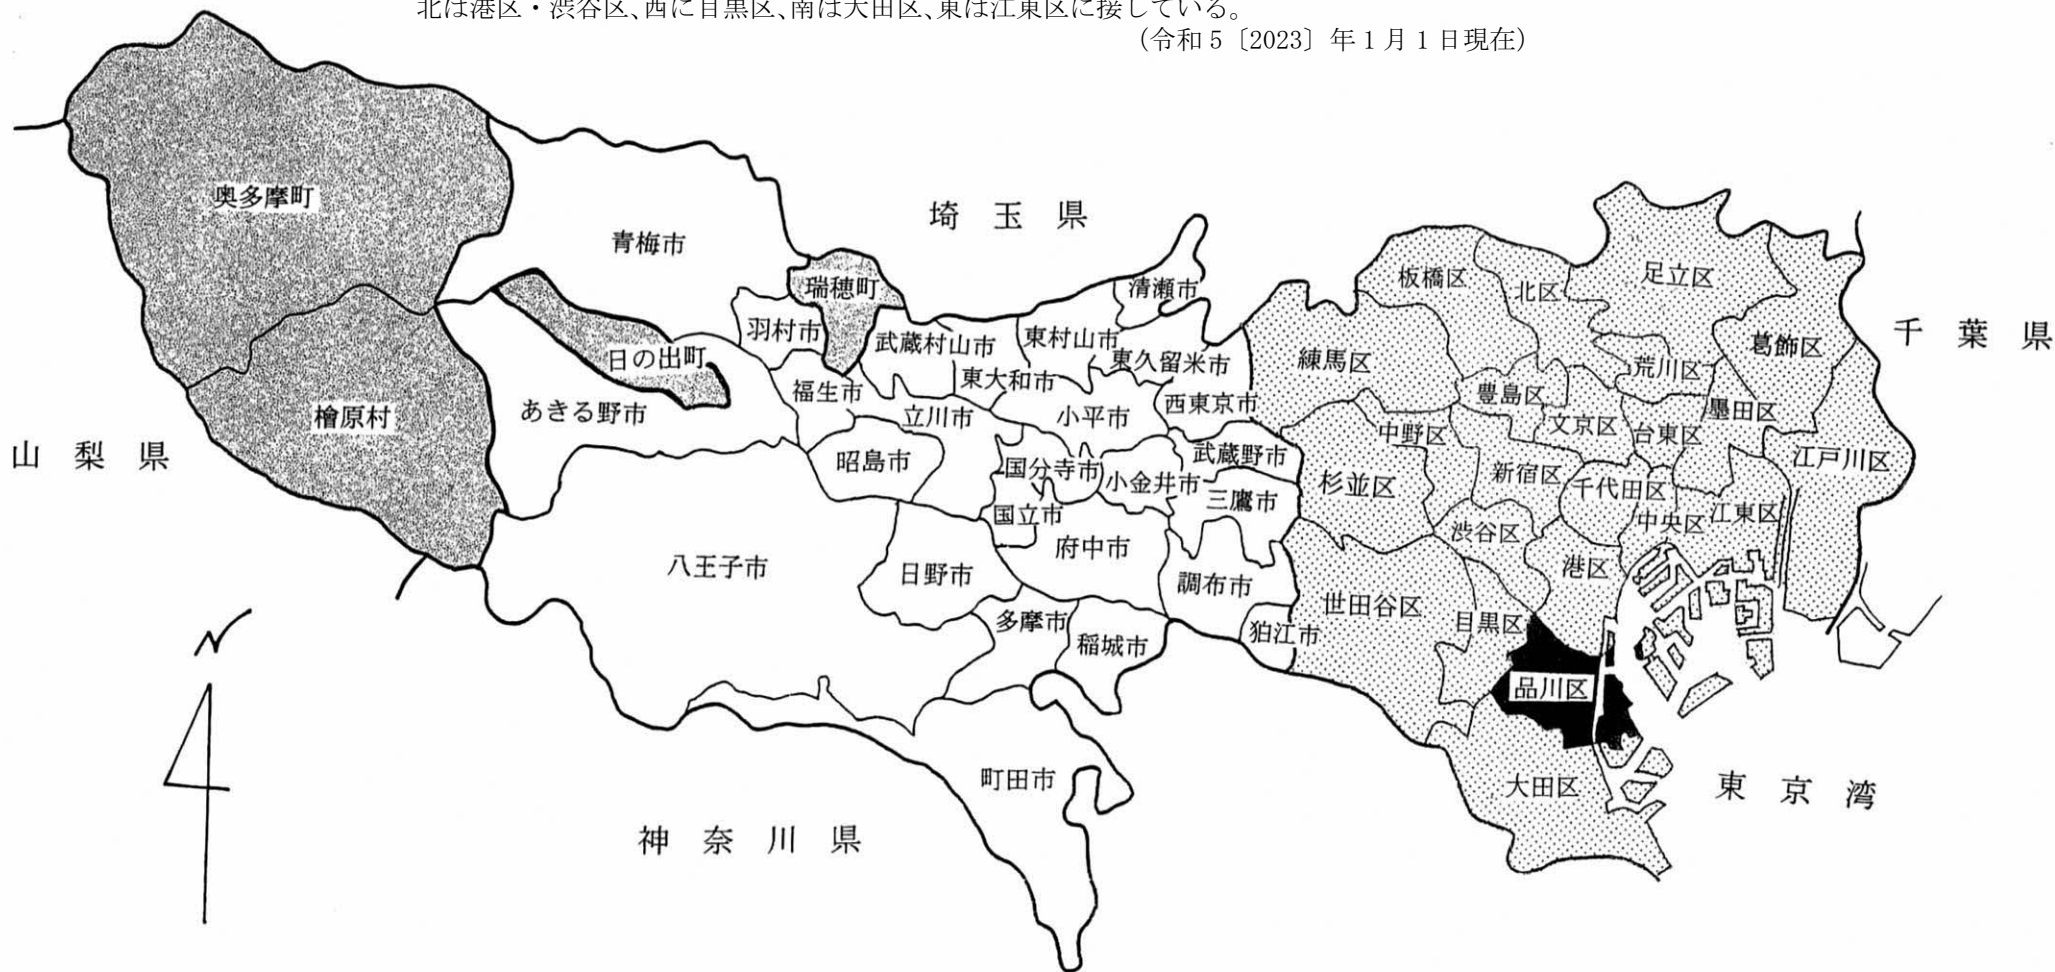 北は港区・渋谷区、西に目黒区、南は大田区、東は江東区に接している。
（令和5〔2023〕年1月1日現在）
奥多摩町
埼玉県
青梅市
瑞穂町
清瀬市
板橋区
北区
足立区
羽村市
武蔵村山市
東村山市
東久留米市
練馬区
荒川区
葛飾区
千葉県
日の出町
福生市
東大和市
西東京市
豊島区
檜原村
あきる野市
立川市
小平市
中野区
文京区
台東区
墨田区
山梨県
昭島市
国分寺市
小金井市
武蔵野市
杉並区
新宿区
千代田区
江戸川区
国立市
三鷹市
渋谷区
中央区
江東区
八王子市
日野市
府中市
調布市
世田谷区
港区
多摩市
稲城市
狛江市
目黒区
品川区
町田市
大田区
東京湾
神奈川県